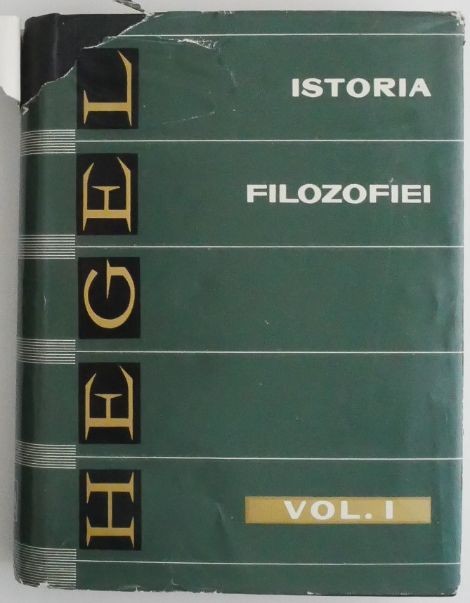 HEGEL
ISTORIA
FILOZOFIEI
VOL. I